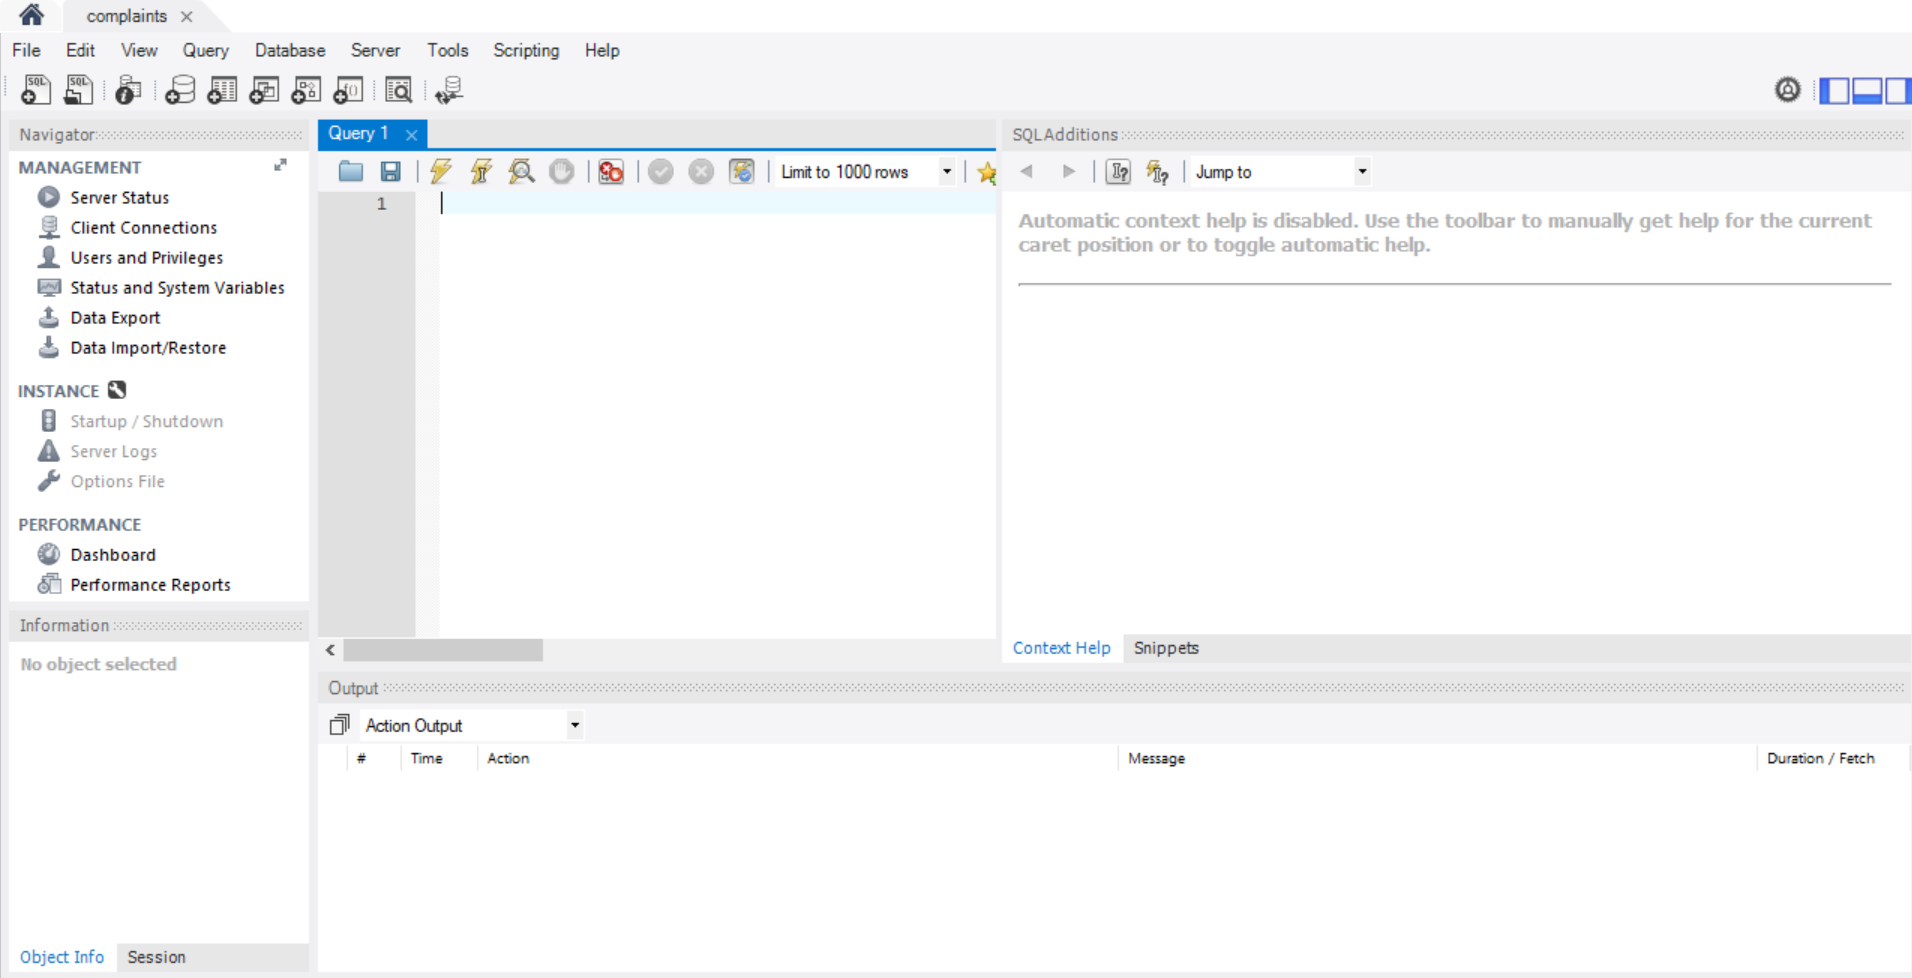 complaints
File Edit View Query Database Server Tools Scripting Help
Navigator
MANAGEMENT
Server Status
Client Connections
Users and Privileges
Status and System Variables
Data Export
Data Import/Restore
INSTANCE
Startup / Shutdown
Server Logs
Options File
PERFORMANCE
Dashboard
Performance Reports
Information
No object selected
Object Info Session
Query 1
Limit to 1000 rows
1
SQLAdditions
Jump to
Automatic context help is disabled. Use the toolbar to manually get help for the current
caret position or to toggle automatic help.
Context Help Snippets
Output
Action Output
# Time Action Message Duration / Fetch